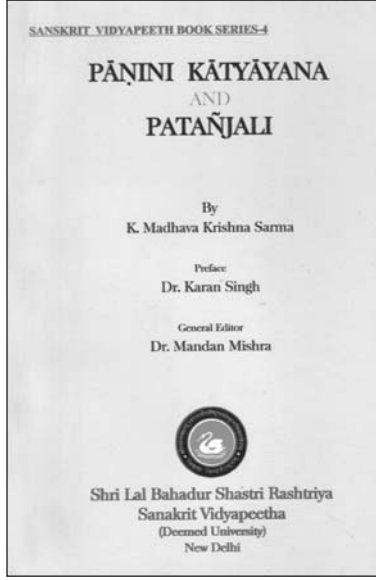 SANSKRIT VIDYAPEETH BOOK SERIES-4
PĀṆINI KĀTYĀYANA
AND
PATAÑJALI
By
K. Madhava Krishna Sarma
Preface
Dr. Karan Singh
General Editor
Dr. Mandan Mishra
Shri Lal Bahadur Shastri Rashtriya
Sanakrit Vidyapeetha
(Deemed University)
New Delhi